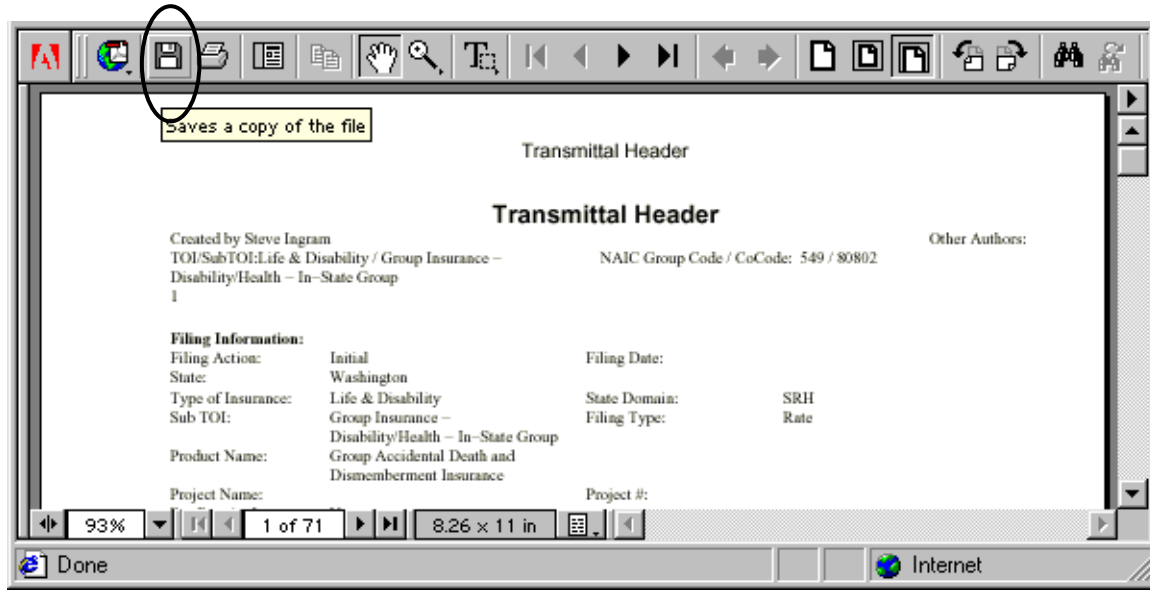 Saves a copy of the file
Transmittal Header
Transmittal Header
Created by Steve Ingram
Other Authors:
TOI/SubTOI:Life & Disability / Group Insurance – NAIC Group Code / CoCode: 549 / 80802
Disability/Health – In–State Group
1
Filing Information:
Filing Action: Initial Filing Date:
State: Washington
Type of Insurance: Life & Disability State Domain: SRH
Sub TOI: Group Insurance – Filing Type: Rate
Disability/Health – In–State Group
Product Name: Group Accidental Death and
Dismemberment Insurance
Project Name: Project #:
93% 1 of 71 8.26 x 11 in
Done Internet